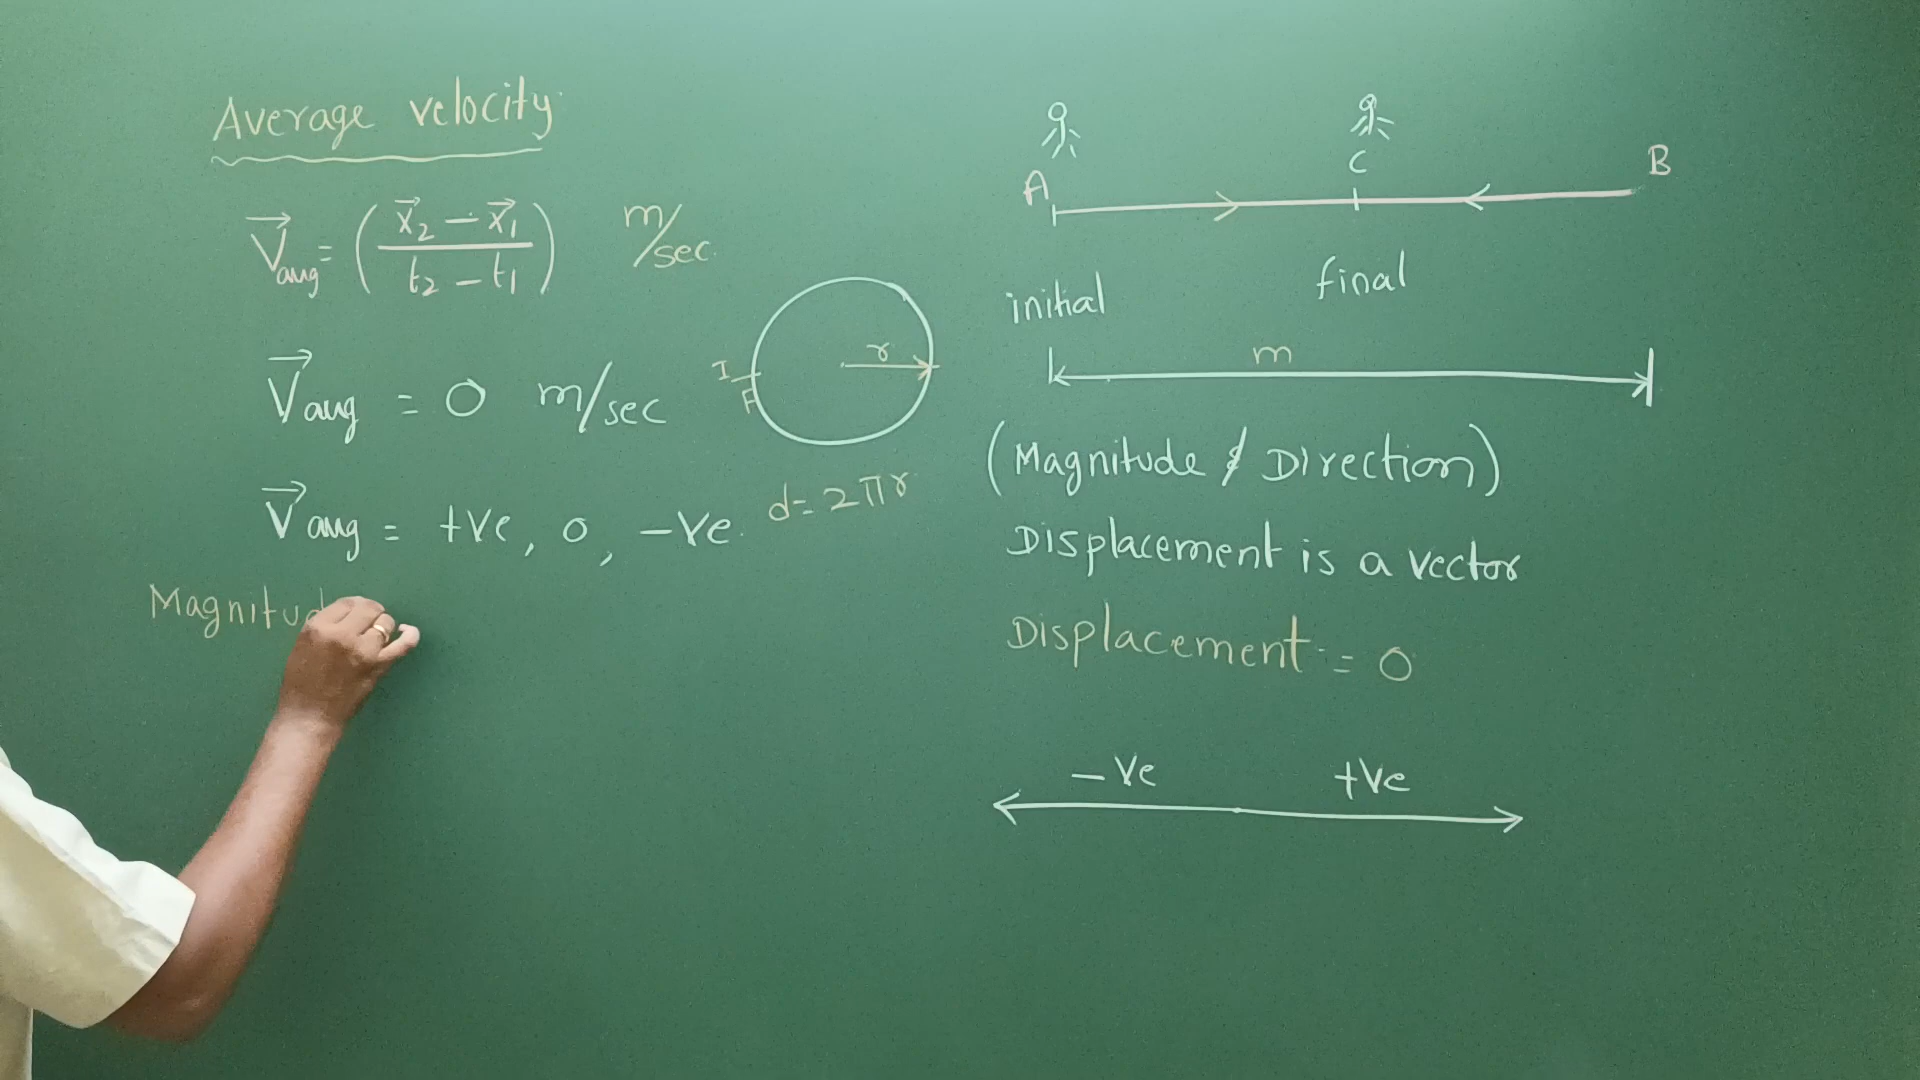 Average velocity
V⃗avg = (x⃗2 − x⃗1 / t2 − t1) m/sec.
V⃗avg = 0 m/sec
V⃗avg = +ve, 0, −ve.
Magnitud
I
F
r
d = 2πr
A
C
B
initial
final
m
(Magnitude & Direction)
Displacement is a vector
Displacement = 0
−ve +ve